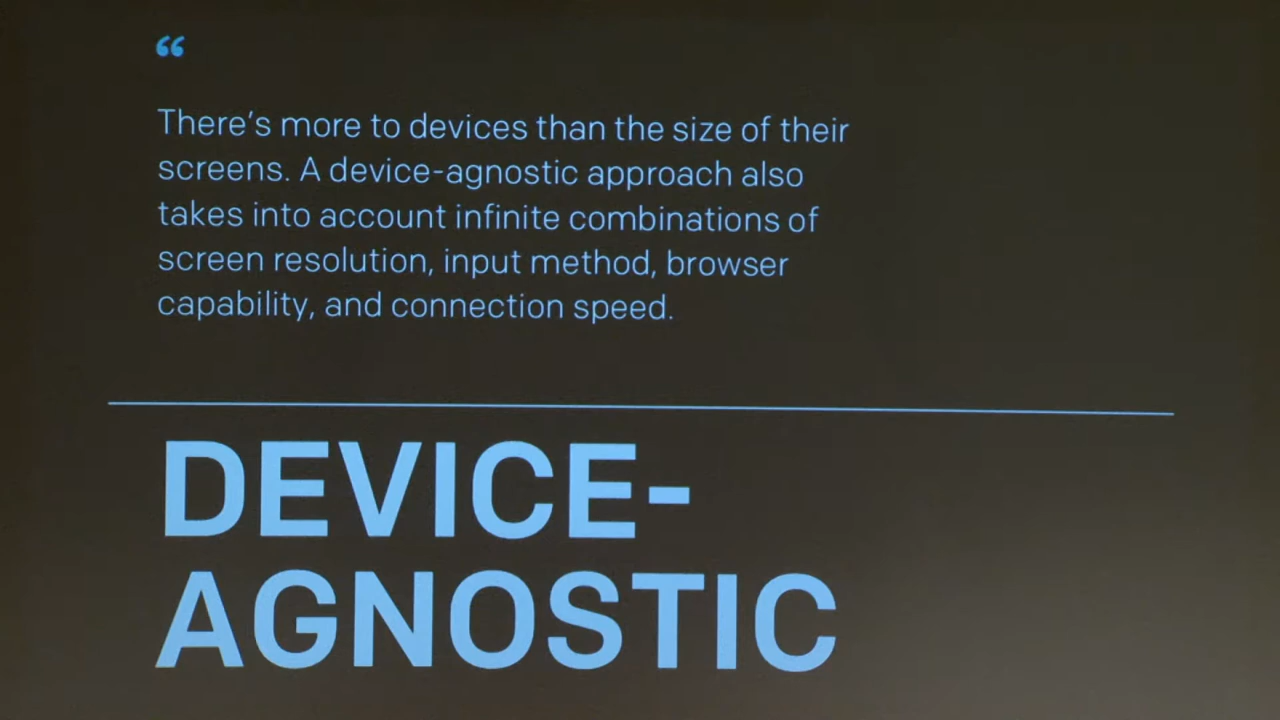 “
There’s more to devices than the size of their
screens. A device-agnostic approach also
takes into account infinite combinations of
screen resolution, input method, browser
capability, and connection speed.
DEVICE-
AGNOSTIC